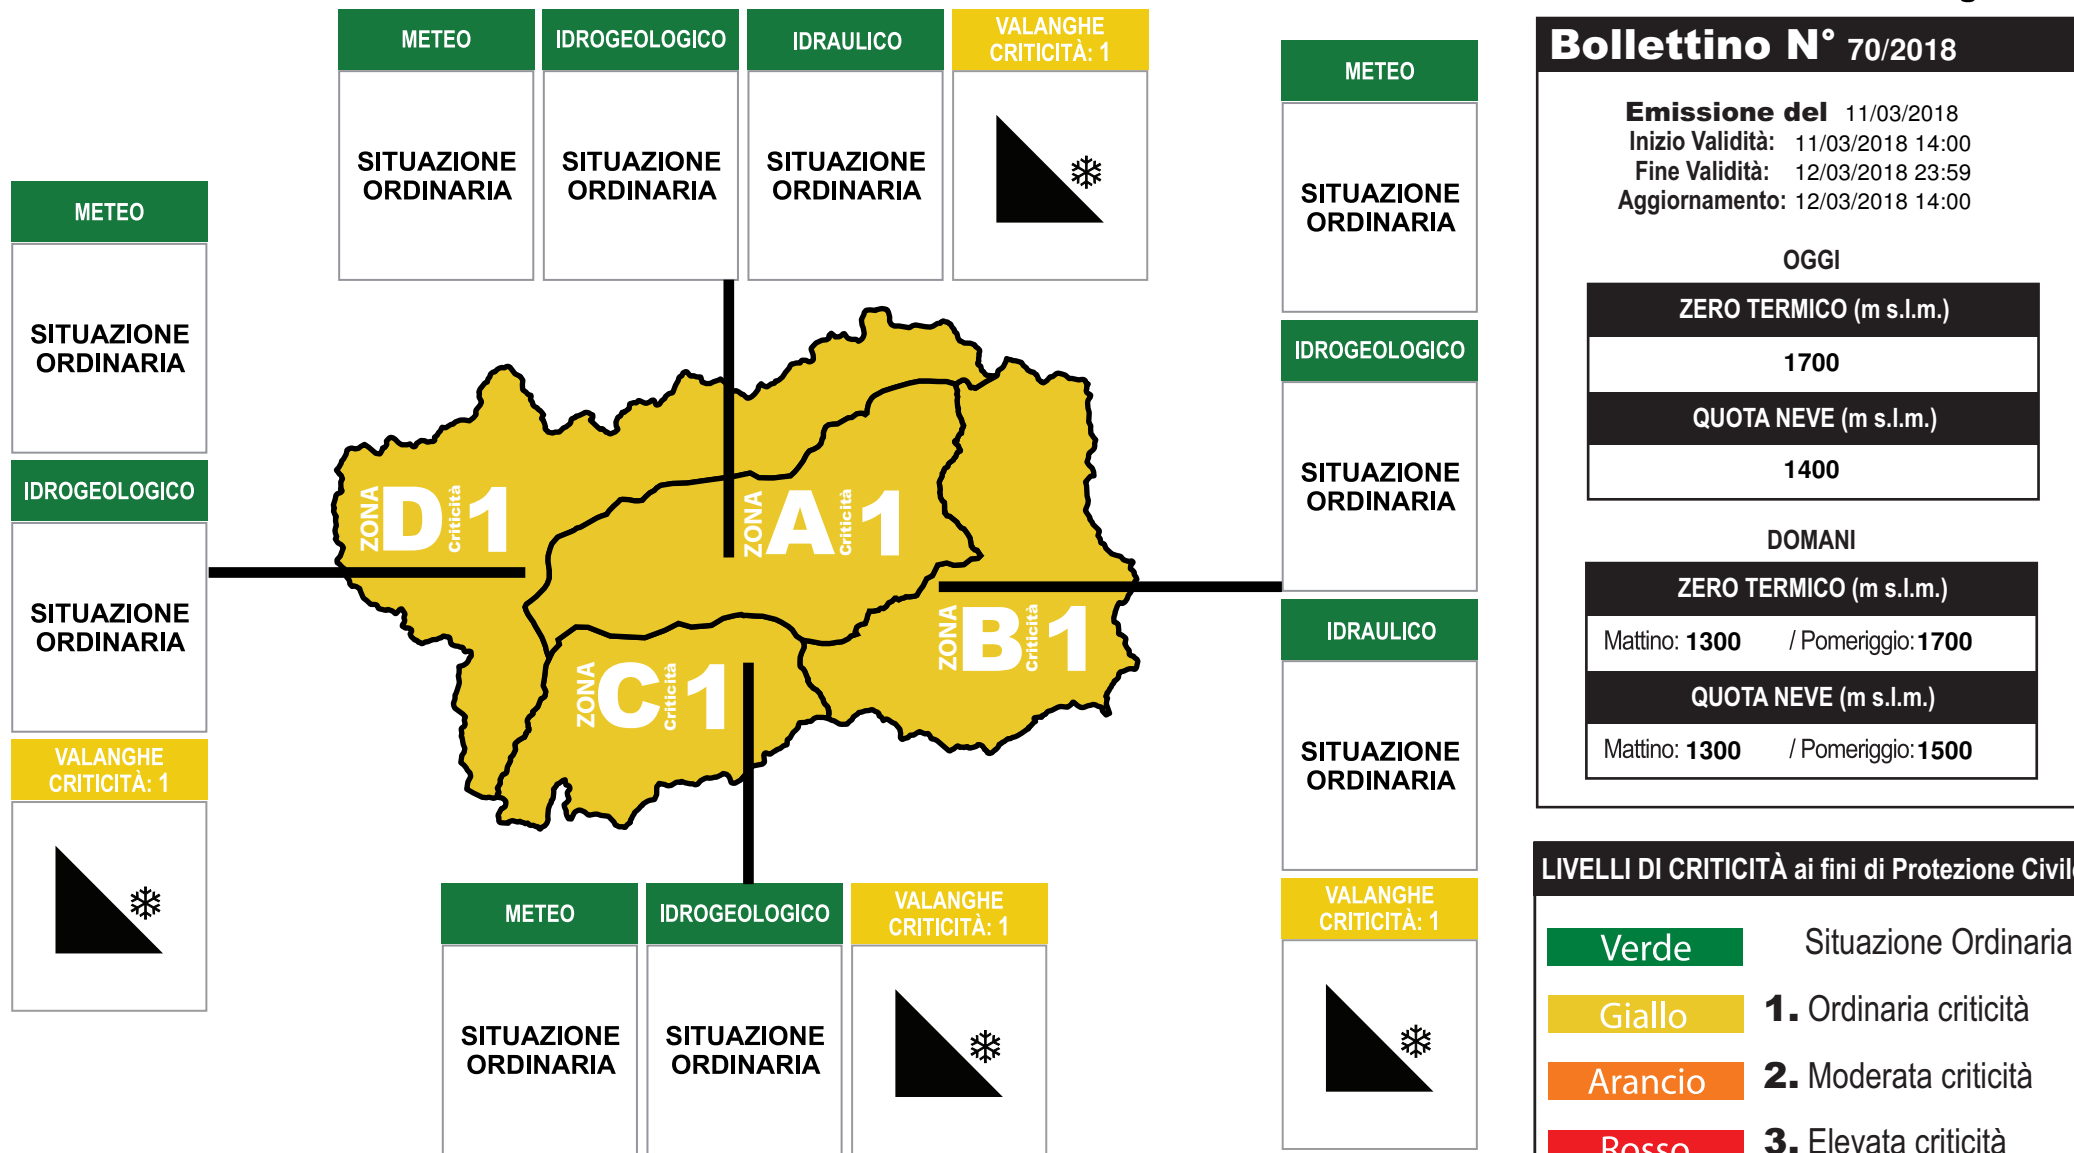 METEO
IDROGEOLOGICO
IDRAULICO
VALANGHE
CRITICITÀ: 1
SITUAZIONE
ORDINARIA
SITUAZIONE
ORDINARIA
SITUAZIONE
ORDINARIA
METEO
SITUAZIONE
ORDINARIA
IDROGEOLOGICO
SITUAZIONE
ORDINARIA
VALANGHE
CRITICITÀ: 1
ZONA D Criticità 1
ZONA A Criticità 1
ZONA B Criticità 1
ZONA C Criticità 1
METEO
IDROGEOLOGICO
VALANGHE
CRITICITÀ: 1
SITUAZIONE
ORDINARIA
SITUAZIONE
ORDINARIA
METEO
SITUAZIONE
ORDINARIA
IDROGEOLOGICO
SITUAZIONE
ORDINARIA
IDRAULICO
SITUAZIONE
ORDINARIA
VALANGHE
CRITICITÀ: 1
Bollettino N° 70/2018
Emissione del 11/03/2018
Inizio Validità: 11/03/2018 14:00
Fine Validità: 12/03/2018 23:59
Aggiornamento: 12/03/2018 14:00
OGGI
ZERO TERMICO (m s.l.m.)
1700
QUOTA NEVE (m s.l.m.)
1400
DOMANI
ZERO TERMICO (m s.l.m.)
Mattino: 1300 / Pomeriggio: 1700
QUOTA NEVE (m s.l.m.)
Mattino: 1300 / Pomeriggio: 1500
LIVELLI DI CRITICITÀ ai fini di Protezione Civile
Verde Situazione Ordinaria
Giallo 1. Ordinaria criticità
Arancio 2. Moderata criticità
Rosso 3. Elevata criticità